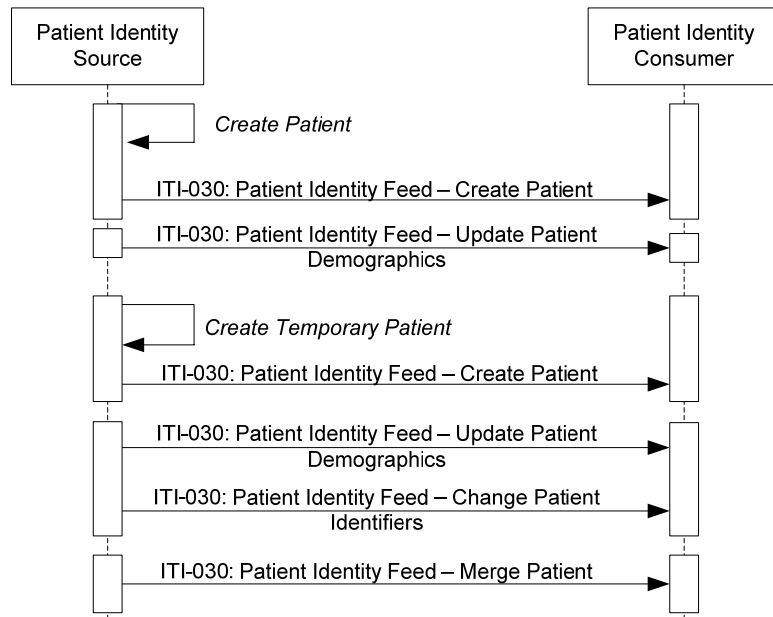 Patient Identity
Source
Patient Identity
Consumer
Create Patient
ITI-030: Patient Identity Feed – Create Patient
ITI-030: Patient Identity Feed – Update Patient
Demographics
Create Temporary Patient
ITI-030: Patient Identity Feed – Create Patient
ITI-030: Patient Identity Feed – Update Patient
Demographics
ITI-030: Patient Identity Feed – Change Patient
Identifiers
ITI-030: Patient Identity Feed – Merge Patient